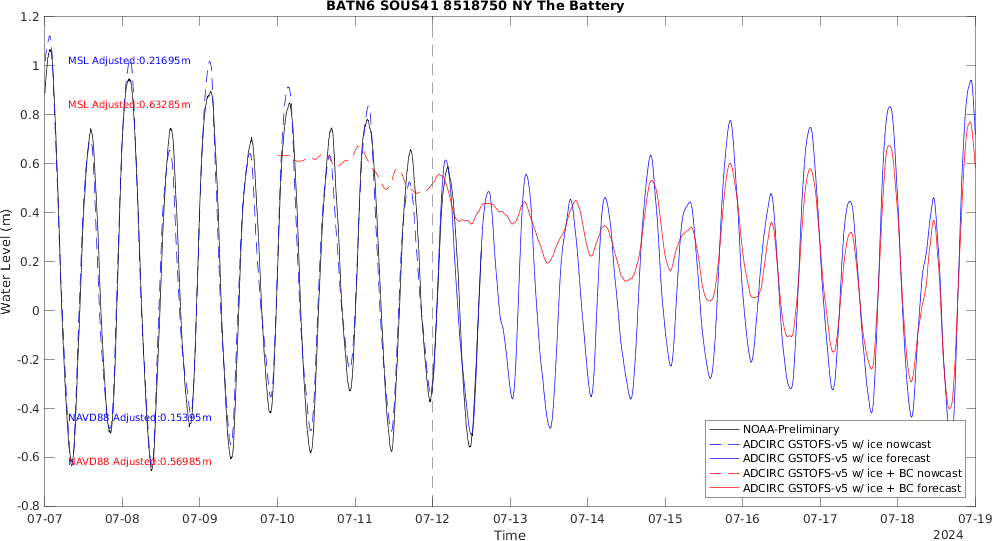 BATN6 SOUS41 8518750 NY The Battery
1.2
1
0.8
0.6
0.4
0.2
0
-0.2
-0.4
-0.6
-0.8
Water Level (m)
MSL Adjusted:0.21695m
MSL Adjusted:0.63285m
NAVD88 Adjusted:0.15395m
NAVD88 Adjusted:0.56985m
NOAA-Preliminary
ADCIRC GSTOFS-v5 w/ ice nowcast
ADCIRC GSTOFS-v5 w/ ice forecast
ADCIRC GSTOFS-v5 w/ ice + BC nowcast
ADCIRC GSTOFS-v5 w/ ice + BC forecast
07-07 07-08 07-09 07-10 07-11 07-12 07-13 07-14 07-15 07-16 07-17 07-18 07-19
Time
2024